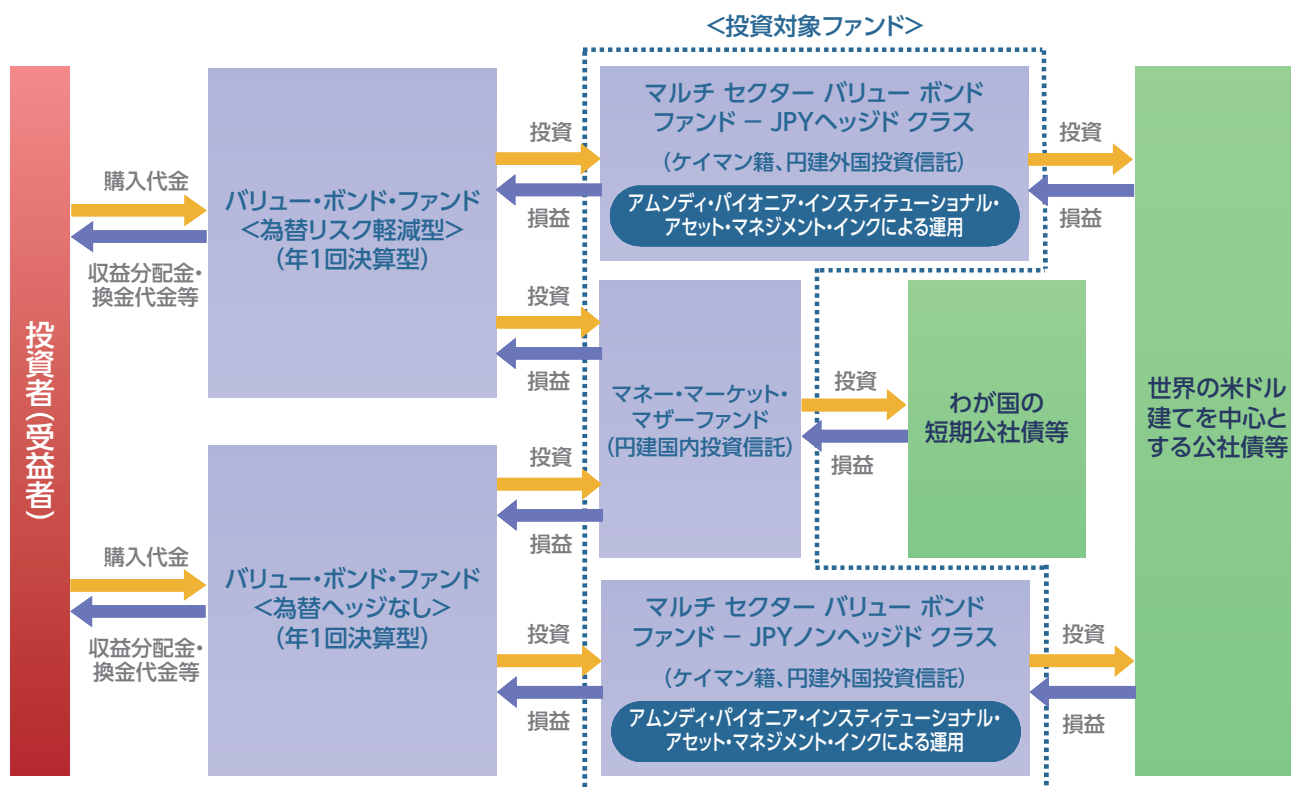 <投資対象ファンド>
投資者(受益者)
購入代金
収益分配金・
換金代金等
バリュー・ボンド・ファンド
<為替リスク軽減型>
(年1回決算型)
投資
損益
マルチ セクター バリュー ボンド
ファンド － JPYヘッジド クラス
(ケイマン籍、円建外国投資信託)
アムンディ・パイオニア・インスティテューショナル・
アセット・マネジメント・インクによる運用
投資
損益
投資
損益
マネー・マーケット・
マザーファンド
(円建国内投資信託)
投資
損益
わが国の
短期公社債等
世界の米ドル
建てを中心と
する公社債等
投資
損益
購入代金
収益分配金・
換金代金等
バリュー・ボンド・ファンド
<為替ヘッジなし>
(年1回決算型)
投資
損益
マルチ セクター バリュー ボンド
ファンド － JPYノンヘッジド クラス
(ケイマン籍、円建外国投資信託)
アムンディ・パイオニア・インスティテューショナル・
アセット・マネジメント・インクによる運用
投資
損益